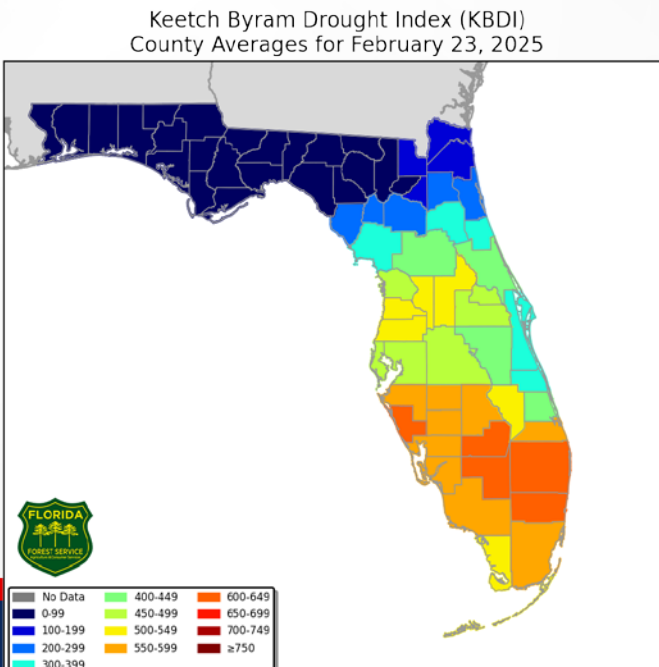 Keetch Byram Drought Index (KBDI)
County Averages for February 23, 2025
FLORIDA
FOREST SERVICE
No Data
0-99
100-199
200-299
300-399
400-449
450-499
500-549
550-599
600-649
650-699
700-749
≥750